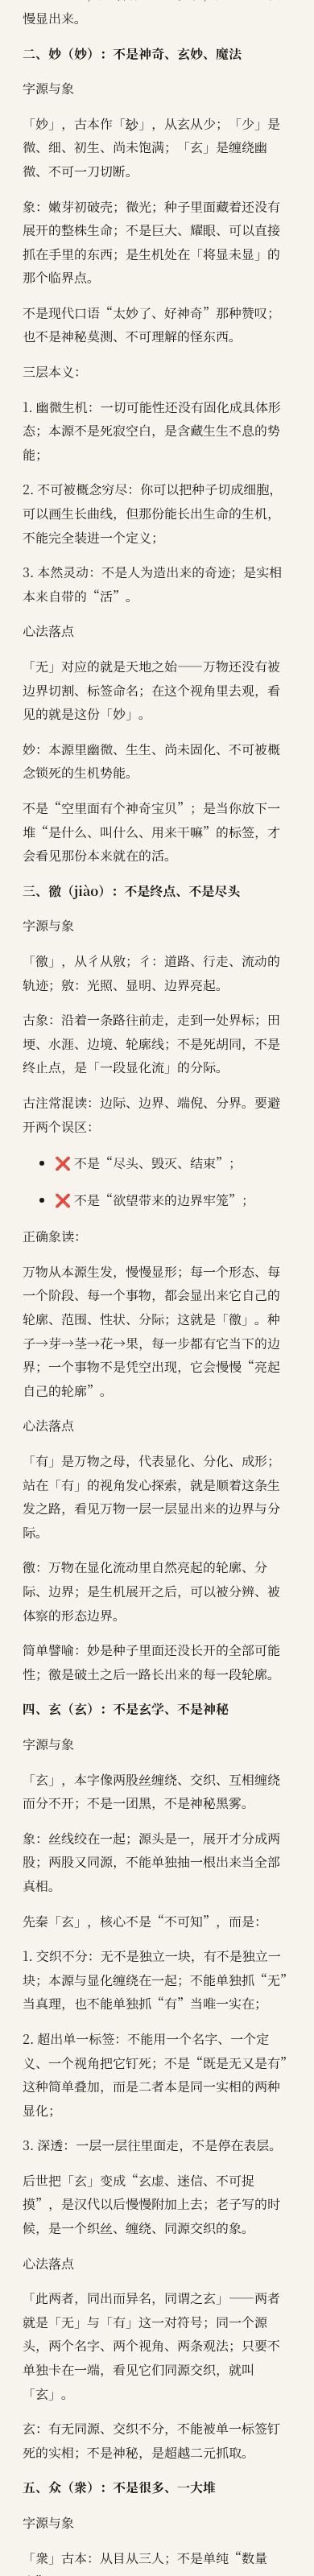 慢显出来。
二、妙（妙）：不是神奇、玄妙、魔法
字源与象
「妙」，古本作「玅」，从玄从少；「少」是
微、细、初生、尚未饱满；「玄」是缠绕幽
微、不可一刀切断。
象：嫩芽初破壳；微光；种子里面藏着还没有
展开的整株生命；不是巨大、耀眼、可以直接
抓在手里的东西；是生机处在「将显未显」的
那个临界点。
不是现代口语“太妙了、好神奇”那种赞叹；
也不是神秘莫测、不可理解的怪东西。
三层本义：
1. 幽微生机：一切可能性还没有固化成具体形
态；本源不是死寂空白，是含藏生生不息的势
能；
2. 不可被概念穷尽：你可以把种子切成细胞，
可以画生长曲线，但那份能长出生命的生机，
不能完全装进一个定义；
3. 本然灵动：不是人为造出来的奇迹；是实相
本来自带的“活”。
心法落点
「无」对应的就是天地之始——万物还没有被
边界切割、标签命名；在这个视角里去观，看
见的就是这份「妙」。
妙：本源里幽微、生生、尚未固化、不可被概
念锁死的生机势能。
不是“空里面有个神奇宝贝”；是当你放下一
堆“是什么、叫什么、用来干嘛”的标签，才
会看见那份本来就在的活。
三、徼（jiào）：不是终点、不是尽头
字源与象
「徼」，从彳从敫；彳：道路、行走、流动的
轨迹；敫：光照、显明、边界亮起。
古象：沿着一条路往前走，走到一处界标；田
埂、水涯、边境、轮廓线；不是死胡同，不是
终止点，是「一段显化流」的分际。
古注常混读：边际、边界、端倪、分界。要避
开两个误区：
• ❌ 不是“尽头、毁灭、结束”；
• ❌ 不是“欲望带来的边界牢笼”；
正确象读：
万物从本源生发，慢慢显形；每一个形态、每
一个阶段、每一个事物，都会显出来它自己的
轮廓、范围、性状、分际；这就是「徼」。种
子→芽→茎→花→果，每一步都有它当下的边
界；一个事物不是凭空出现，它会慢慢“亮起
自己的轮廓”。
心法落点
「有」是万物之母，代表显化、分化、成形；
站在「有」的视角发心探索，就是顺着这条生
发之路，看见万物一层一层显出来的边界与分
际。
徼：万物在显化流动里自然亮起的轮廓、分
际、边界；是生机展开之后，可以被分辨、被
体察的形态边界。
简单譬喻：妙是种子里面还没长开的全部可能
性；徼是破土之后一路长出来的每一段轮廓。
四、玄（玄）：不是玄学、不是神秘
字源与象
「玄」，本字像两股丝缠绕、交织、互相缠绕
而分不开；不是一团黑，不是神秘黑雾。
象：丝线绞在一起；源头是一，展开才分成两
股；两股又同源，不能单独抽一根出来当全部
真相。
先秦「玄」，核心不是“不可知”，而是：
1. 交织不分：无不是独立一块，有不是独立一
块；本源与显化缠绕在一起；不能单独抓“无”
当真理，也不能单独抓“有”当唯一实在；
2. 超出单一标签：不能用一个名字、一个定
义、一个视角把它钉死；不是“既是无又是有”
这种简单叠加，而是二者本是同一实相的两种
显化；
3. 深透：一层一层往里面走，不是停在表层。
后世把「玄」变成“玄虚、迷信、不可捉
摸”，是汉代以后慢慢附加上去；老子写的时
候，是一个织丝、缠绕、同源交织的象。
心法落点
「此两者，同出而异名，同谓之玄」——两者
就是「无」与「有」这一对符号；同一个源
头，两个名字、两个视角、两条观法；只要不
单独卡在一端，看见它们同源交织，就叫
「玄」。
玄：有无同源、交织不分，不能被单一标签钉
死的实相；不是神秘，是超越二元抓取。
五、众（衆）：不是很多、一大堆
字源与象
「衆」古本：从目从三人；不是单纯“数量